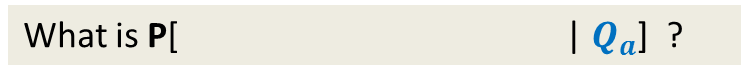 What is P[ | Qₐ] ?